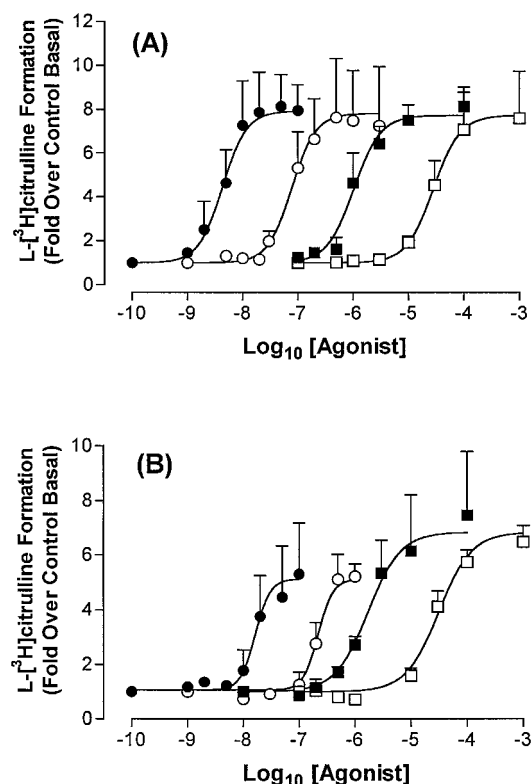 (A)
L-[³H]citrulline Formation
(Fold Over Control Basal)
12
10
8
6
4
2
0
-10 -9 -8 -7 -6 -5 -4 -3
Log₁₀ [Agonist]
(B)
L-[³H]citrulline Formation
(Fold Over Control Basal)
10
8
6
4
2
0
-10 -9 -8 -7 -6 -5 -4 -3
Log₁₀ [Agonist]